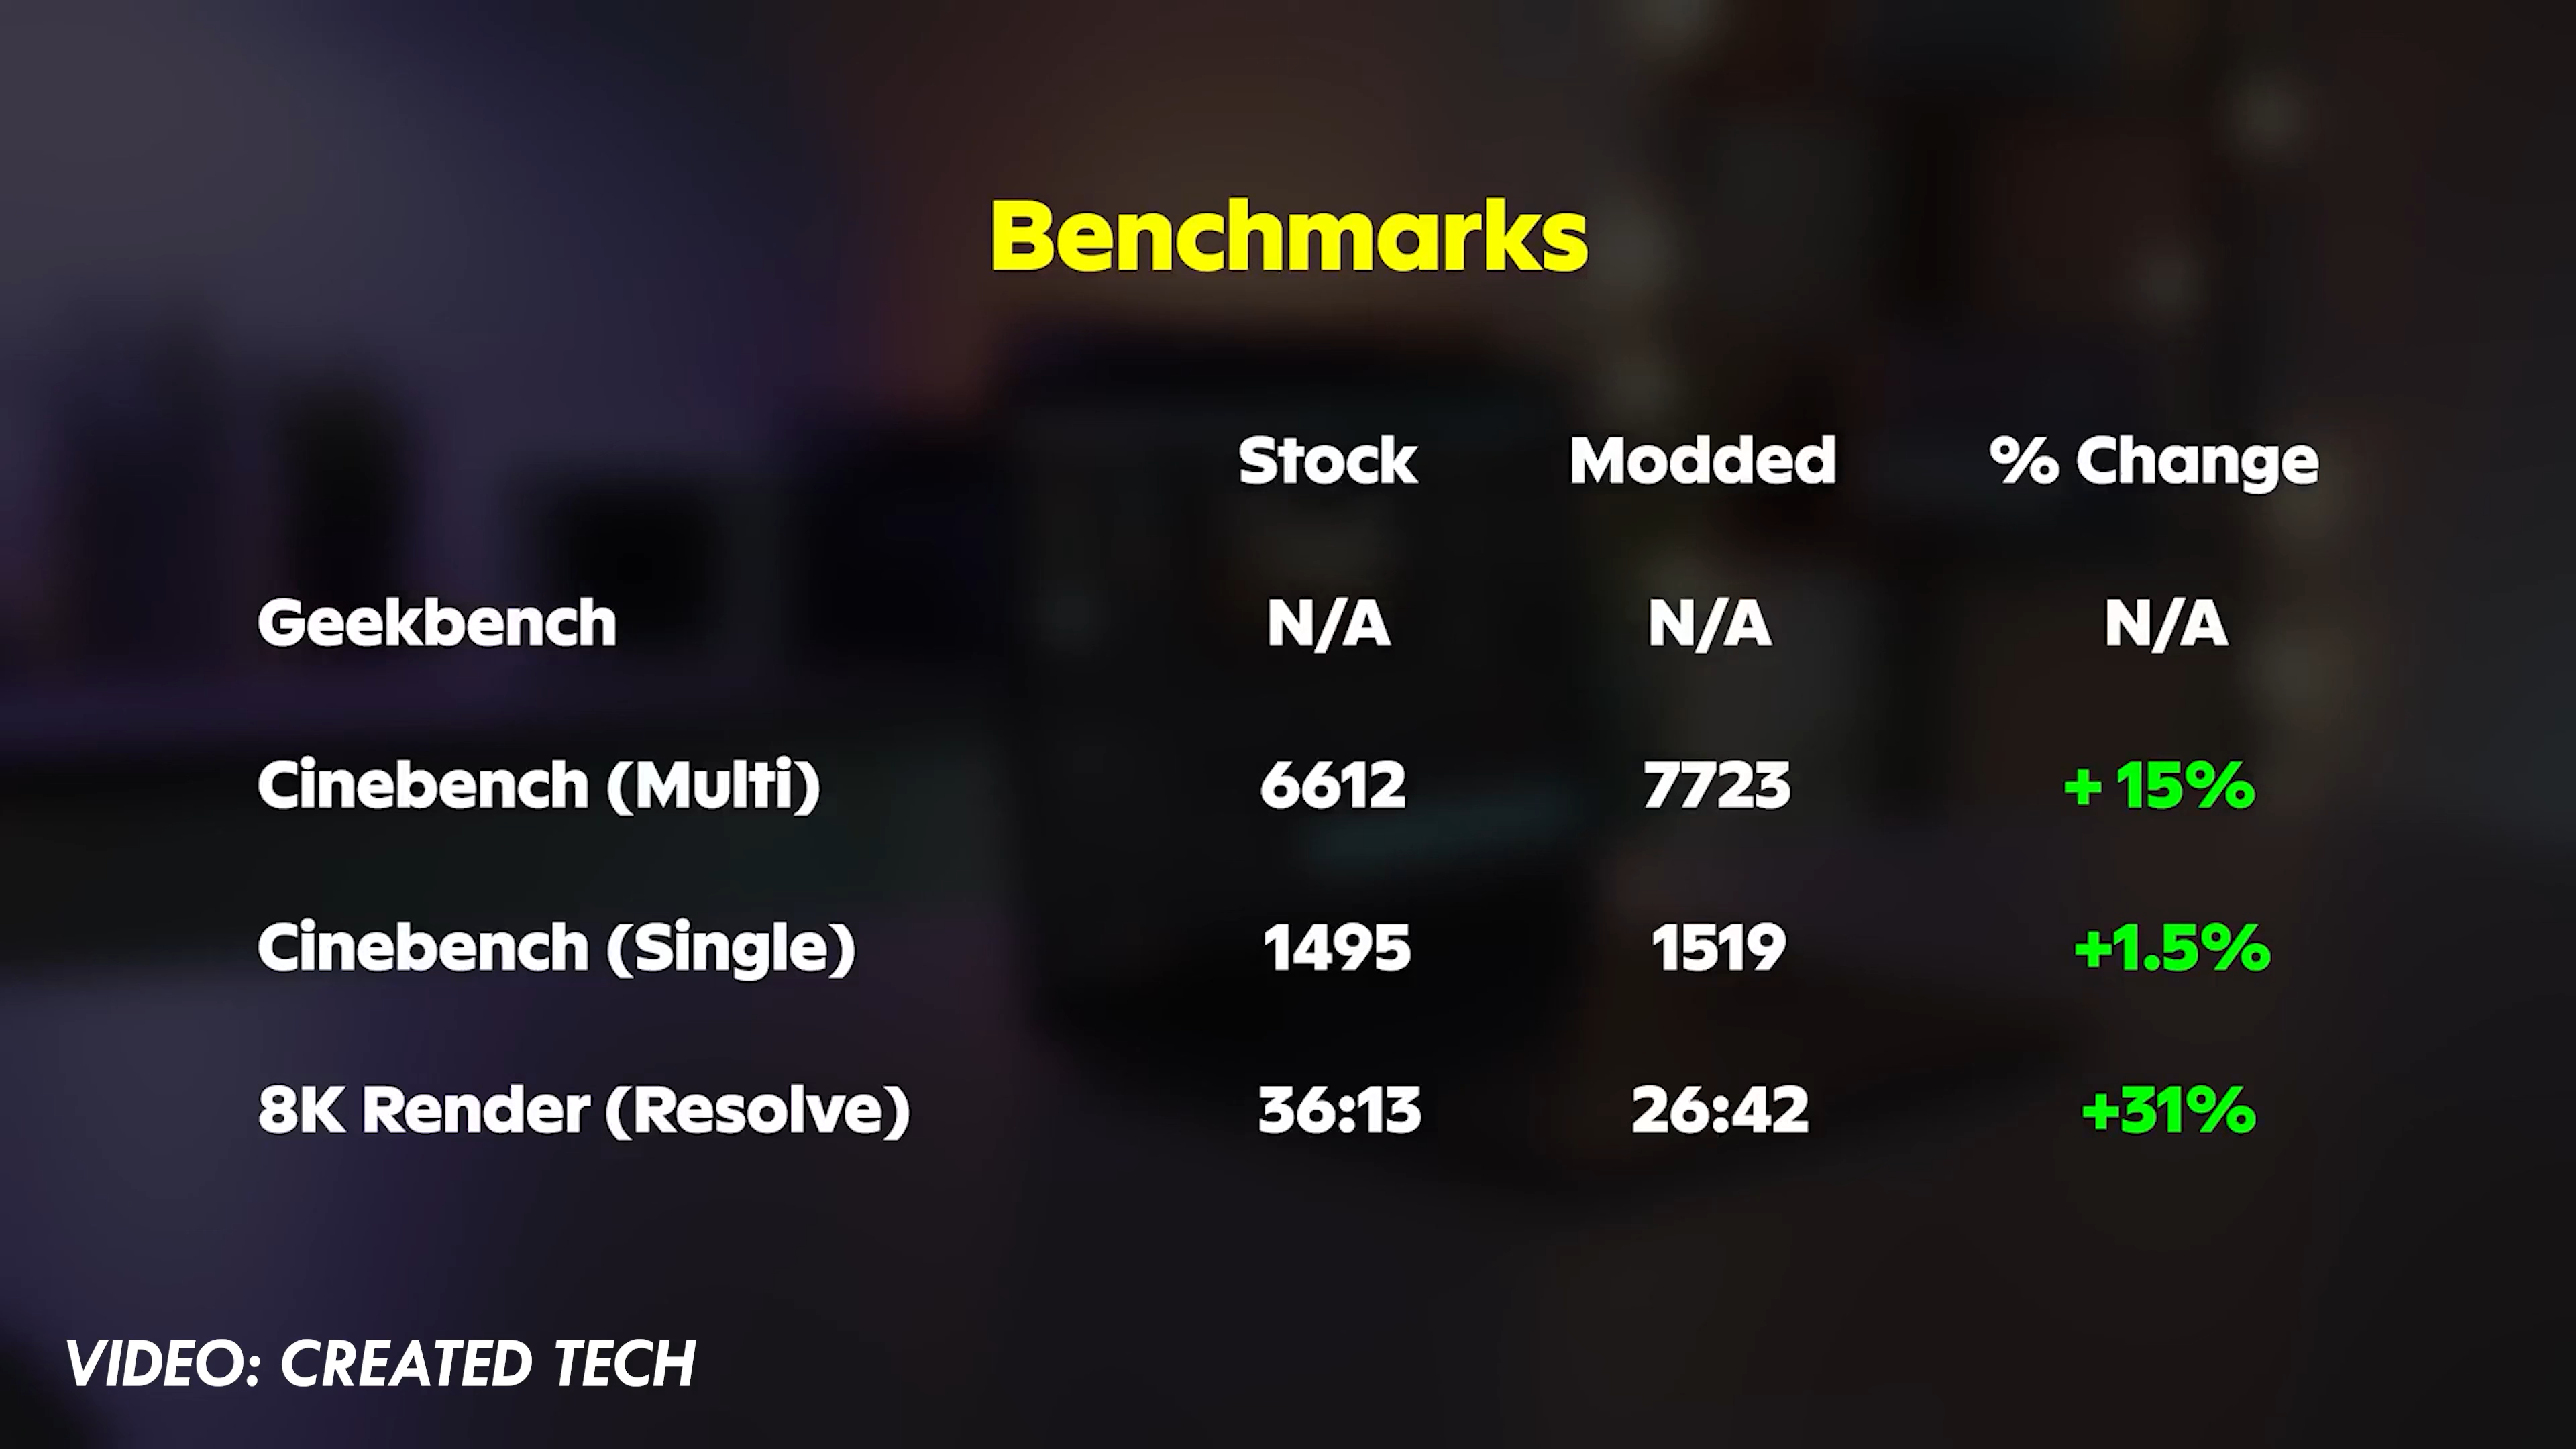 Benchmarks
Stock Modded % Change
Geekbench N/A N/A N/A
Cinebench (Multi) 6612 7723 + 15%
Cinebench (Single) 1495 1519 +1.5%
8K Render (Resolve) 36:13 26:42 +31%
VIDEO: CREATED TECH